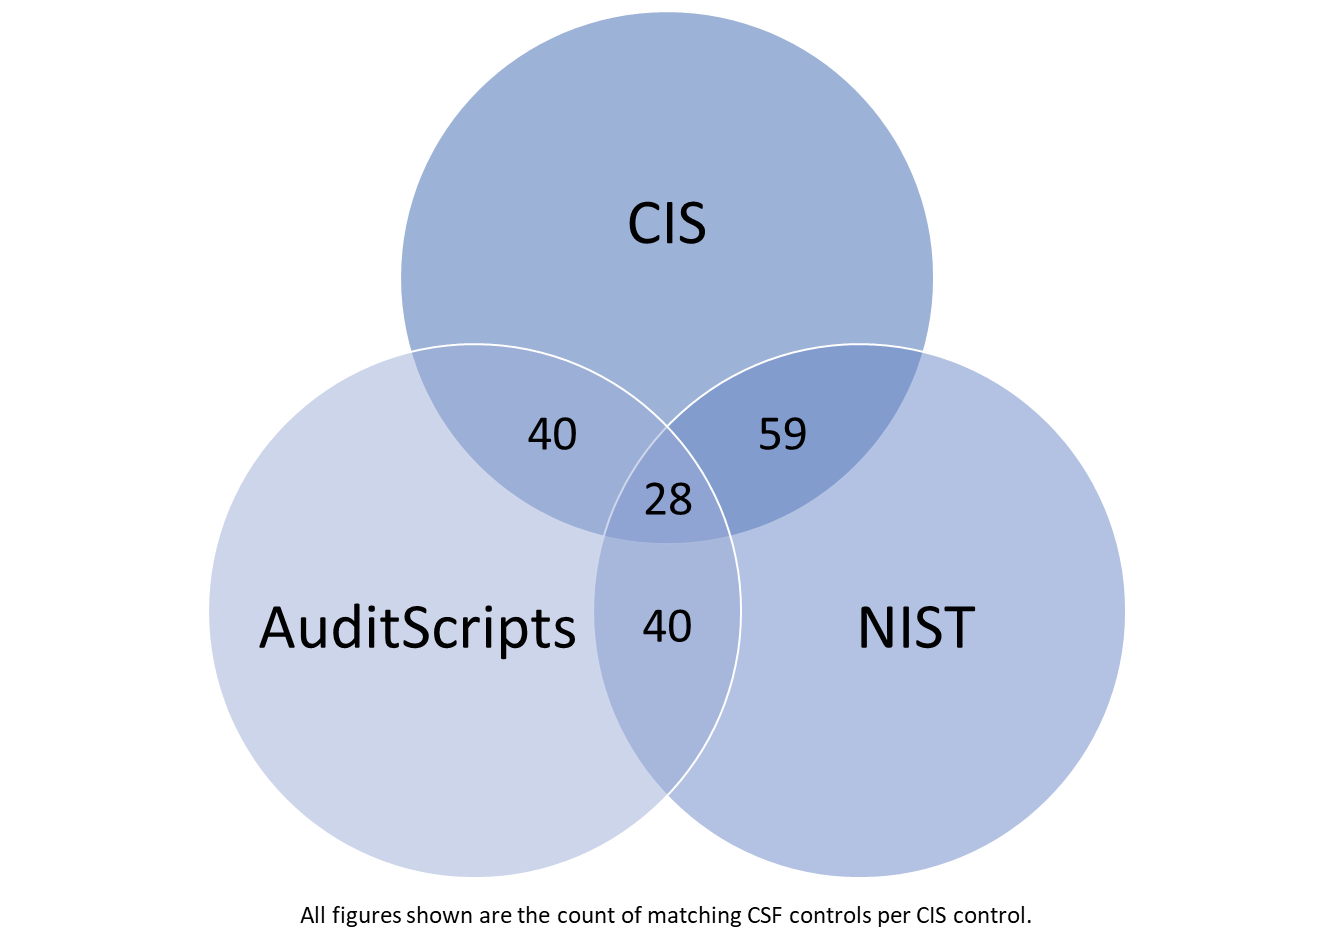 CIS
40
59
28
AuditScripts
40
NIST
All figures shown are the count of matching CSF controls per CIS control.